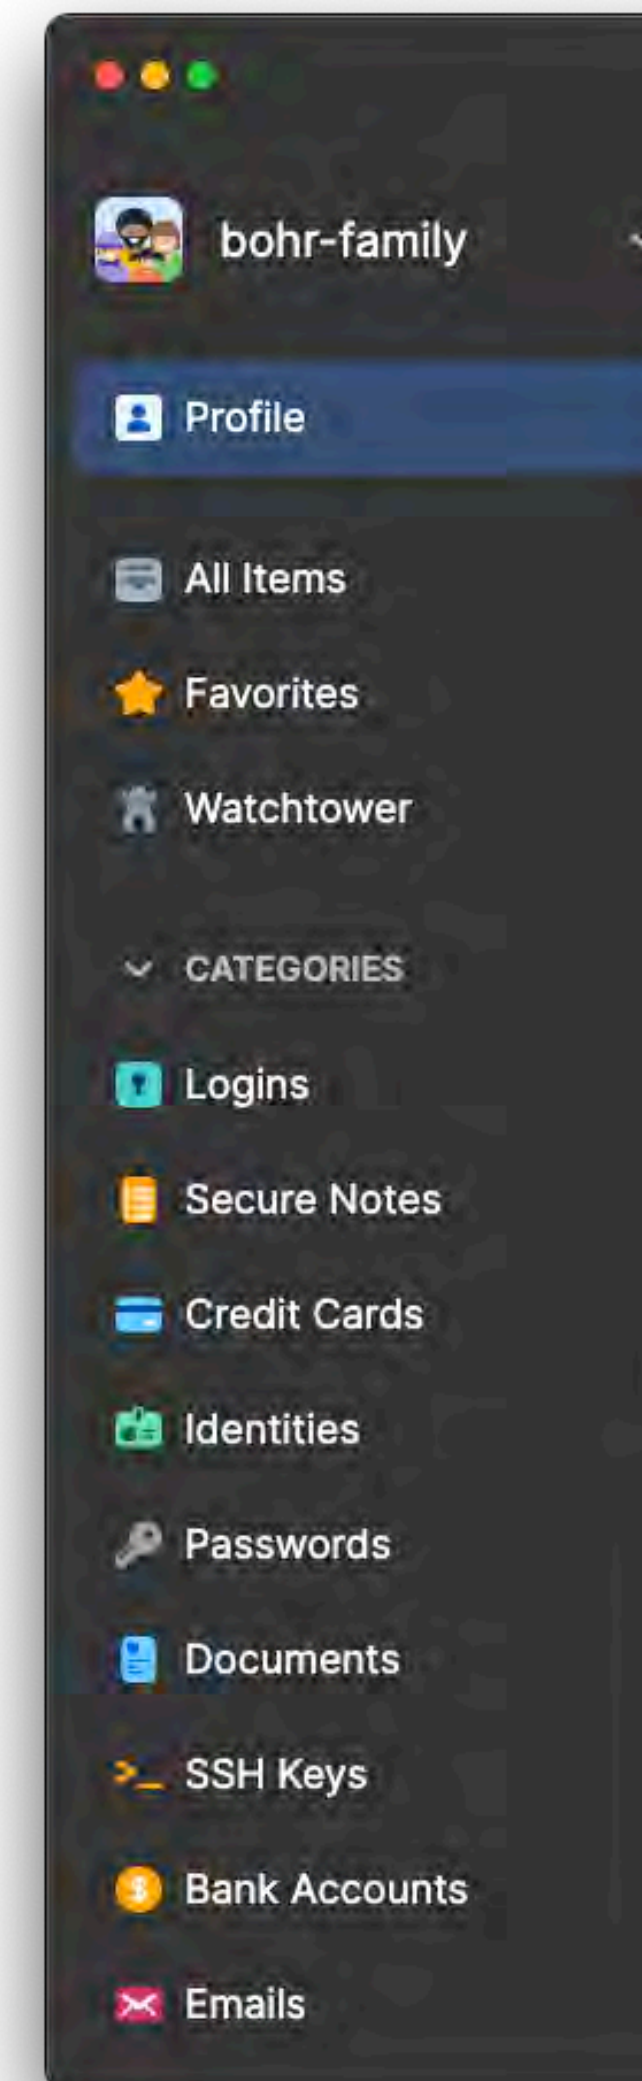 bohr-family
Profile
All Items
Favorites
Watchtower
CATEGORIES
Logins
Secure Notes
Credit Cards
Identities
Passwords
Documents
SSH Keys
Bank Accounts
Emails